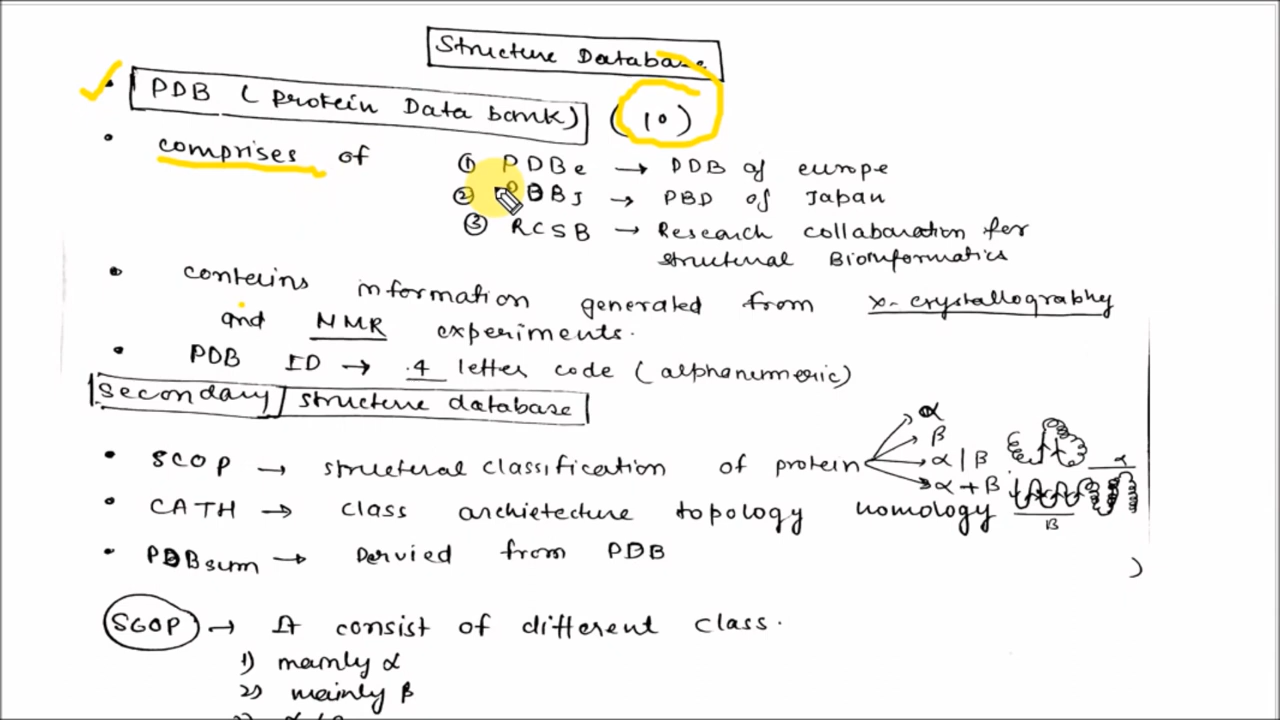 Structure Database
PDB (Protein Data bank) (10)
comprises of
① PDBe → PDB of europe
② PDBJ → PBD of Japan
③ RCSB → Research collabaration for
structural Bioinformatics
contains information generated from x-crystallography
and NMR experiments.
PDB ID → 4 letter code (alphanumeric)
Secondary structure database
SCOP → structural classification of protein
α
β
α | β
α + β
α
β
CATH → class archietecture topology homology
PDBsum → Dervied from PDB
SCOP → It consist of different class.
1) mainly α
2) mainly β